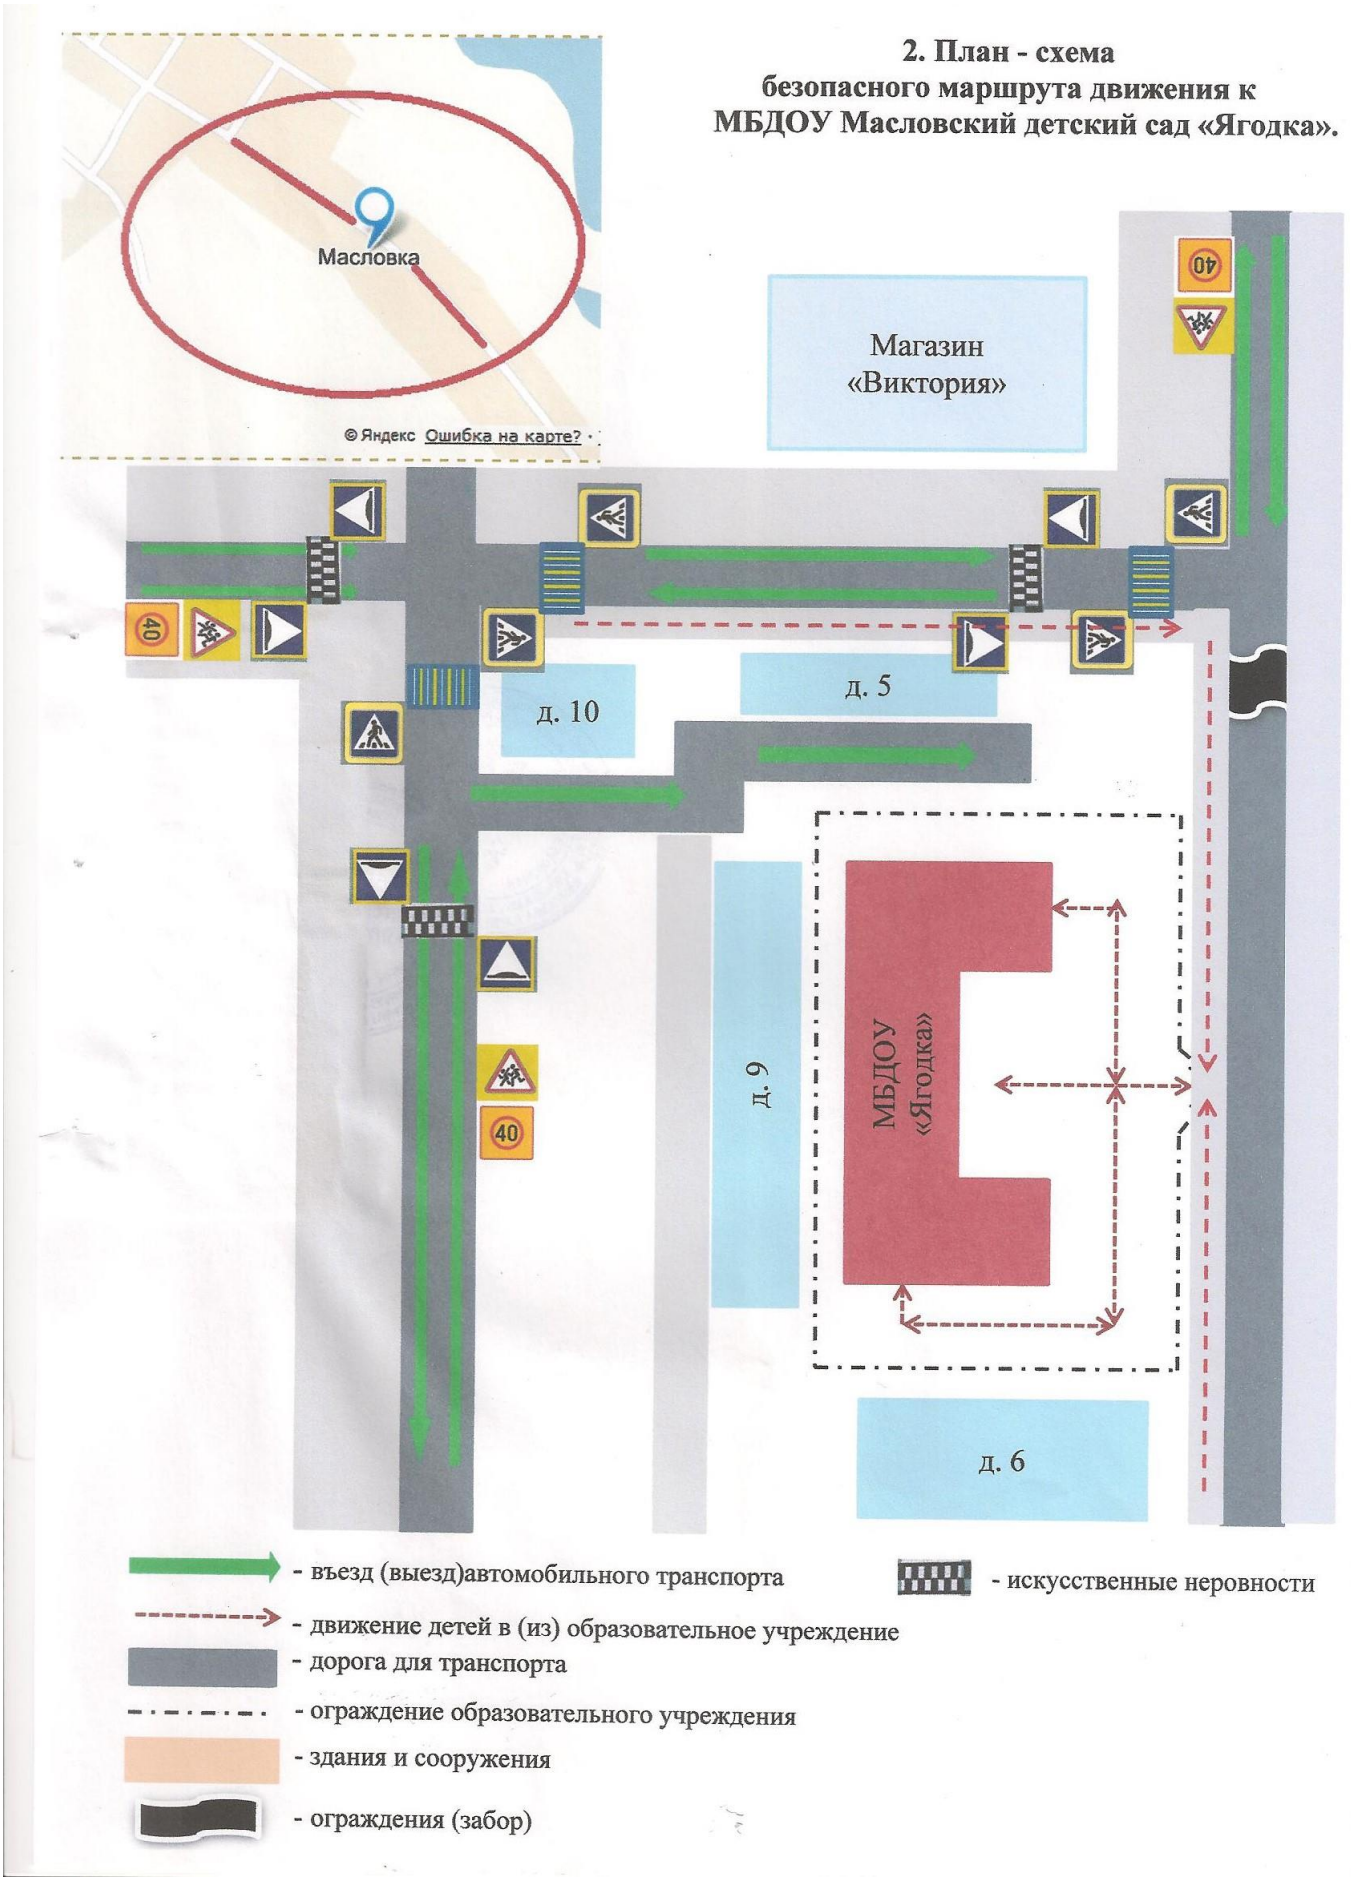 2. План - схема
безопасного маршрута движения к
МБДОУ Масловский детский сад «Ягодка».
Масловка
© Яндекс Ошибка на карте?
40
Магазин
«Виктория»
40
д. 10
д. 5
д. 9
МБДОУ
«Ягодка»
40
д. 6
- въезд (выезд)автомобильного транспорта
- искусственные неровности
- движение детей в (из) образовательное учреждение
- дорога для транспорта
- ограждение образовательного учреждения
- здания и сооружения
- ограждения (забор)